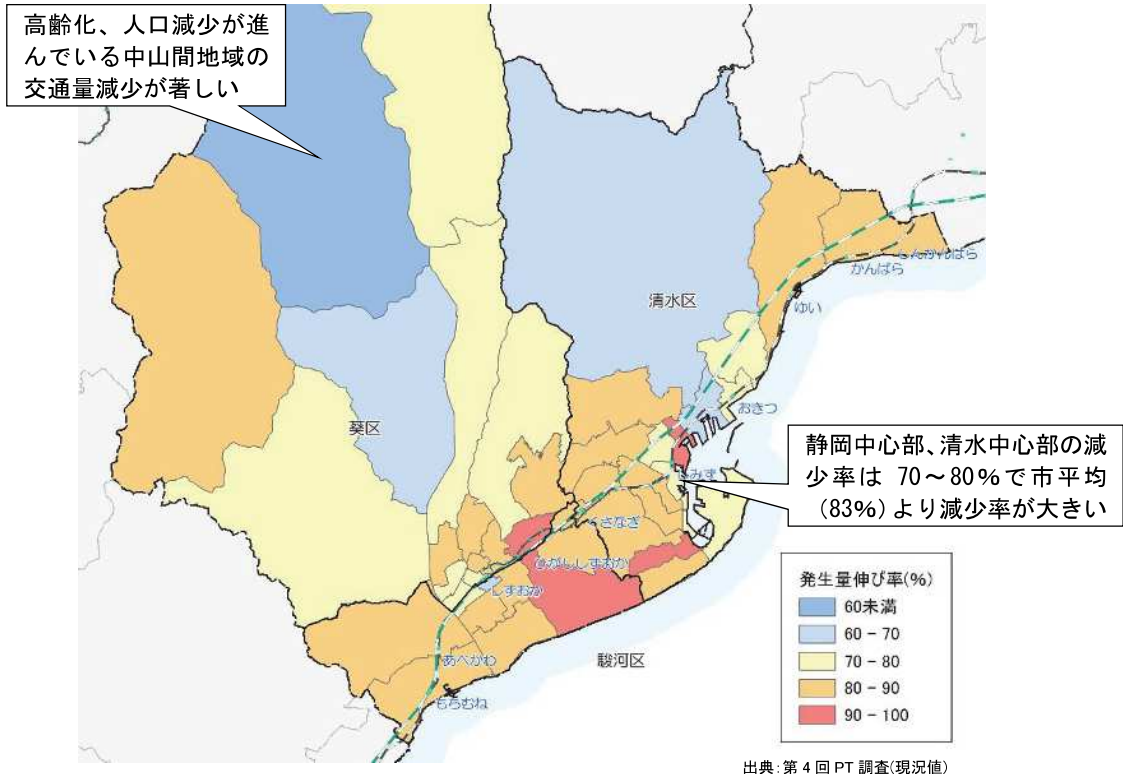 高齢化、人口減少が進
んでいる中山間地域の
交通量減少が著しい
しんかんばら
かんばら
ゆい
清水区
おきつ
葵区
静岡中心部、清水中心部の減
少率は 70～80%で市平均
(83%)より減少率が大きい
しみず
くさなぎ
ひがししずおか
しずおか
発生量伸び率(%)
60未満
60 - 70
70 - 80
80 - 90
90 - 100
駿河区
あべかわ
もちむね
出典:第4回 PT 調査(現況値)